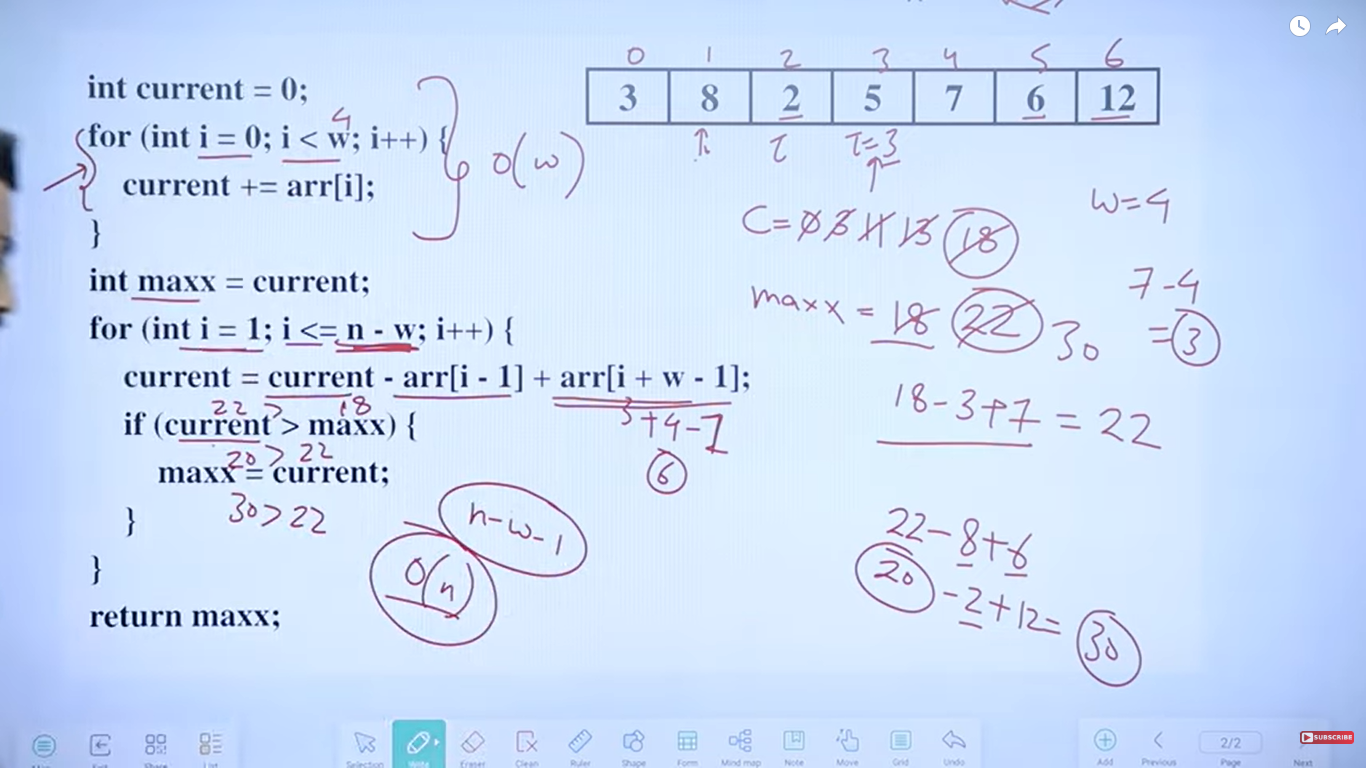 int current = 0;
for (int i = 0; i < w; i++) {
4
current += arr[i];
}
O(w)
int maxx = current;
for (int i = 1; i <= n - w; i++) {
current = current - arr[i - 1] + arr[i + w - 1];
22 > 18
3+4-1
6
if (current > maxx) {
20 > 22
maxx = current;
30 > 22
}
}
return maxx;
n-w-1
O(n)
0 1 2 3 4 5 6
3 8 2 5 7 6 12
i i=3
w=4
C = 0 3 11 13 18
maxx = 18 22 30
7-4
=3
18-3+7 = 22
22-8+6
20 -2+12= 30
Selection
Write
Eraser
Clean
Ruler
Shape
Form
Mind map
Note
Move
Grid
Undo
Add
Previous
2/2
Page
Next
SUBSCRIBE